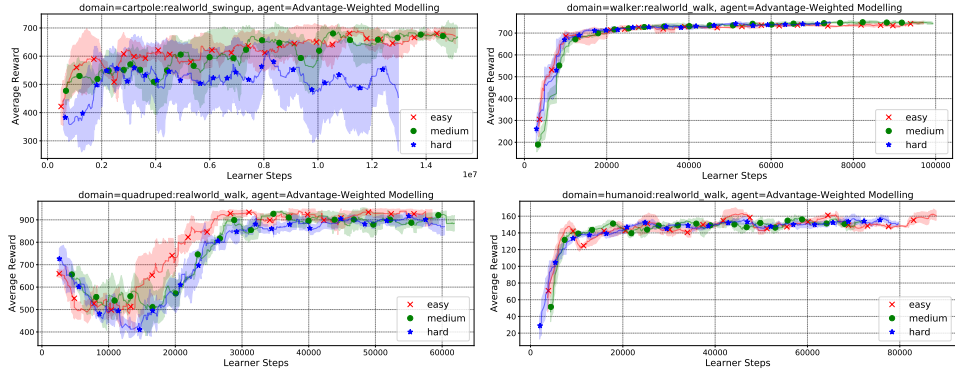 domain=cartpole:realworld_swingup, agent=Advantage-Weighted Modelling
Average Reward
700
600
500
400
300
easy
medium
hard
0.0
0.2
0.4
0.6
0.8
1.0
1.2
1.4
1.6
1e7
Learner Steps
domain=walker:realworld_walk, agent=Advantage-Weighted Modelling
Average Reward
700
600
500
400
300
200
easy
medium
hard
0
20000
40000
60000
80000
100000
Learner Steps
domain=quadruped:realworld_walk, agent=Advantage-Weighted Modelling
Average Reward
900
800
700
600
500
400
easy
medium
hard
0
10000
20000
30000
40000
50000
60000
Learner Steps
domain=humanoid:realworld_walk, agent=Advantage-Weighted Modelling
Average Reward
160
140
120
100
80
60
40
20
easy
medium
hard
0
20000
40000
60000
80000
Learner Steps